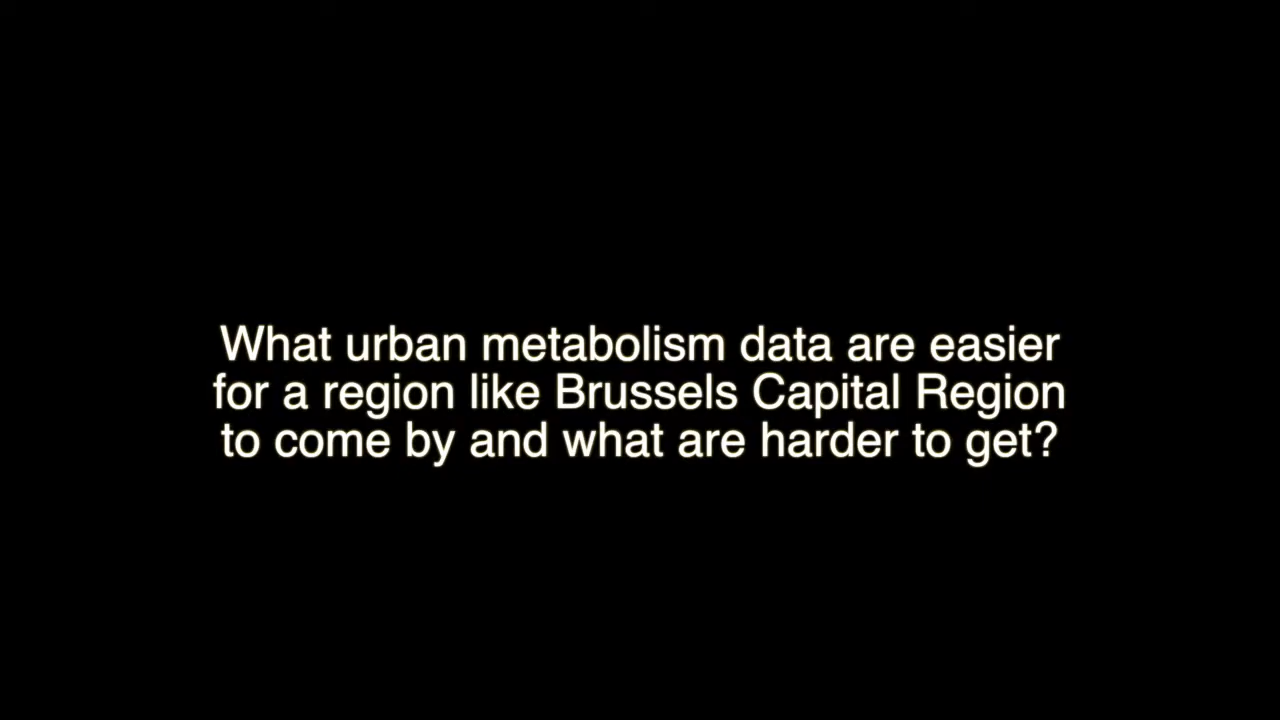 What urban metabolism data are easier
for a region like Brussels Capital Region
to come by and what are harder to get?